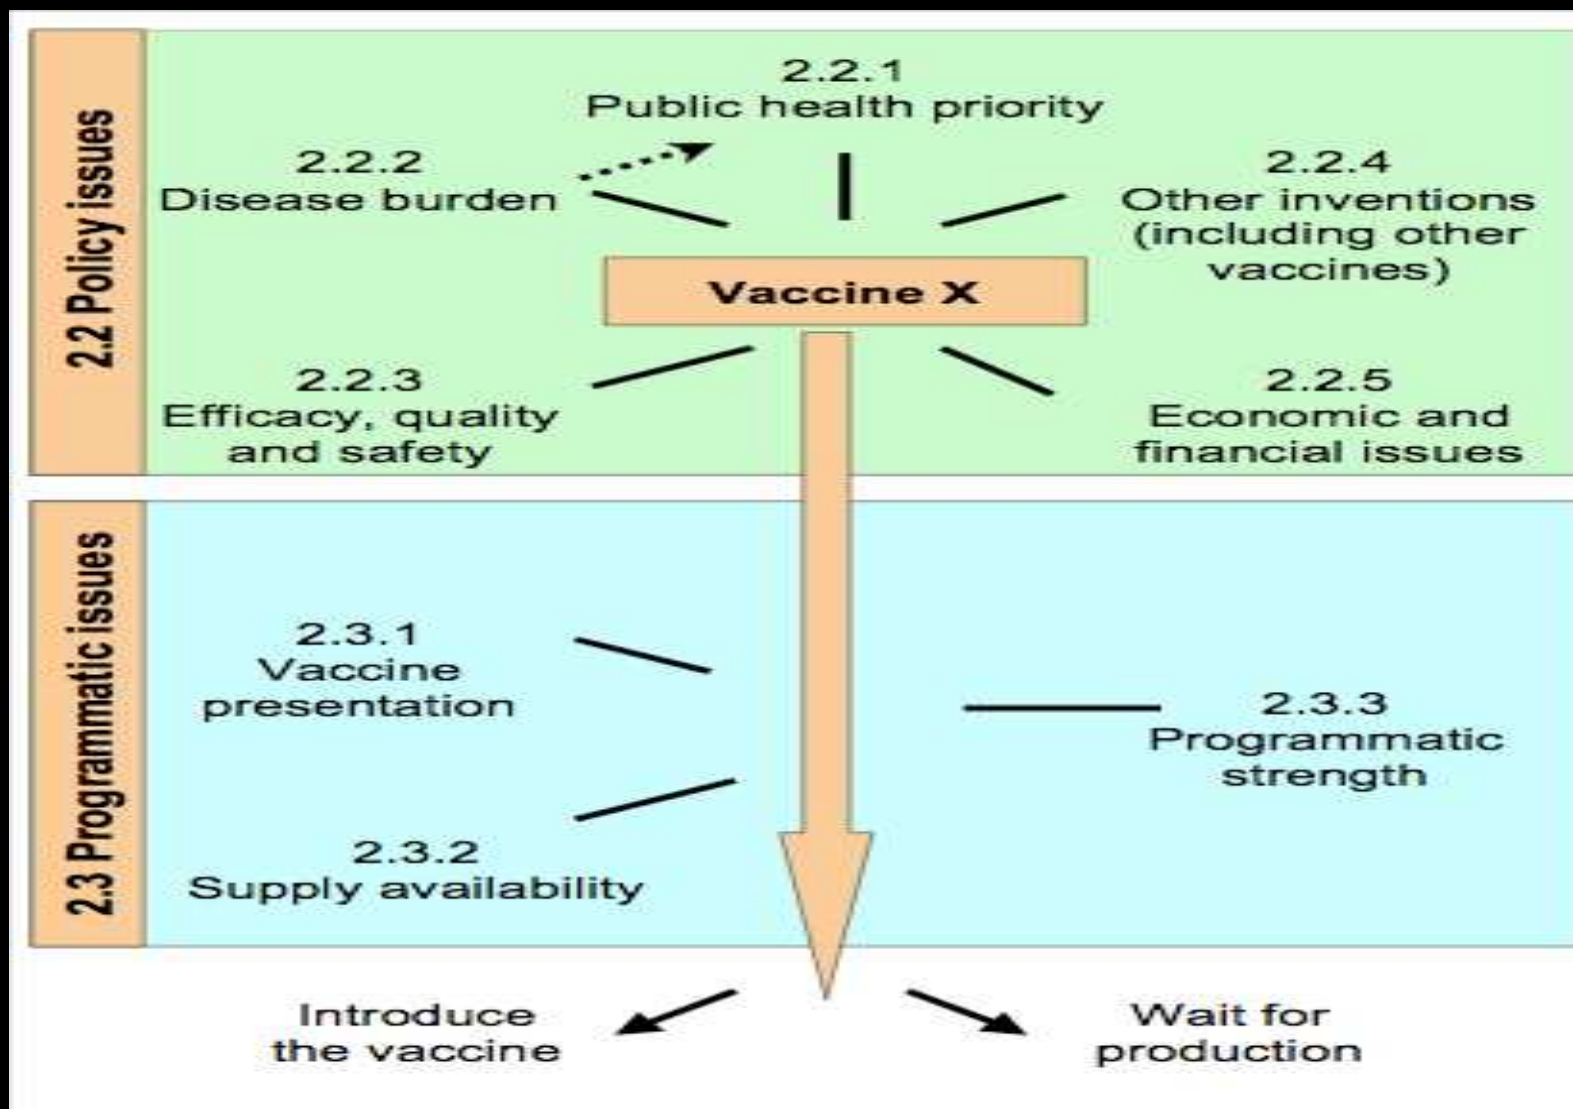 2.2 Policy issues
2.2.1
Public health priority
2.2.2
Disease burden
2.2.4
Other inventions
(including other
vaccines)
Vaccine X
2.2.3
Efficacy, quality
and safety
2.2.5
Economic and
financial issues
2.3 Programmatic issues
2.3.1
Vaccine
presentation
2.3.3
Programmatic
strength
2.3.2
Supply availability
Introduce
the vaccine
Wait for
production